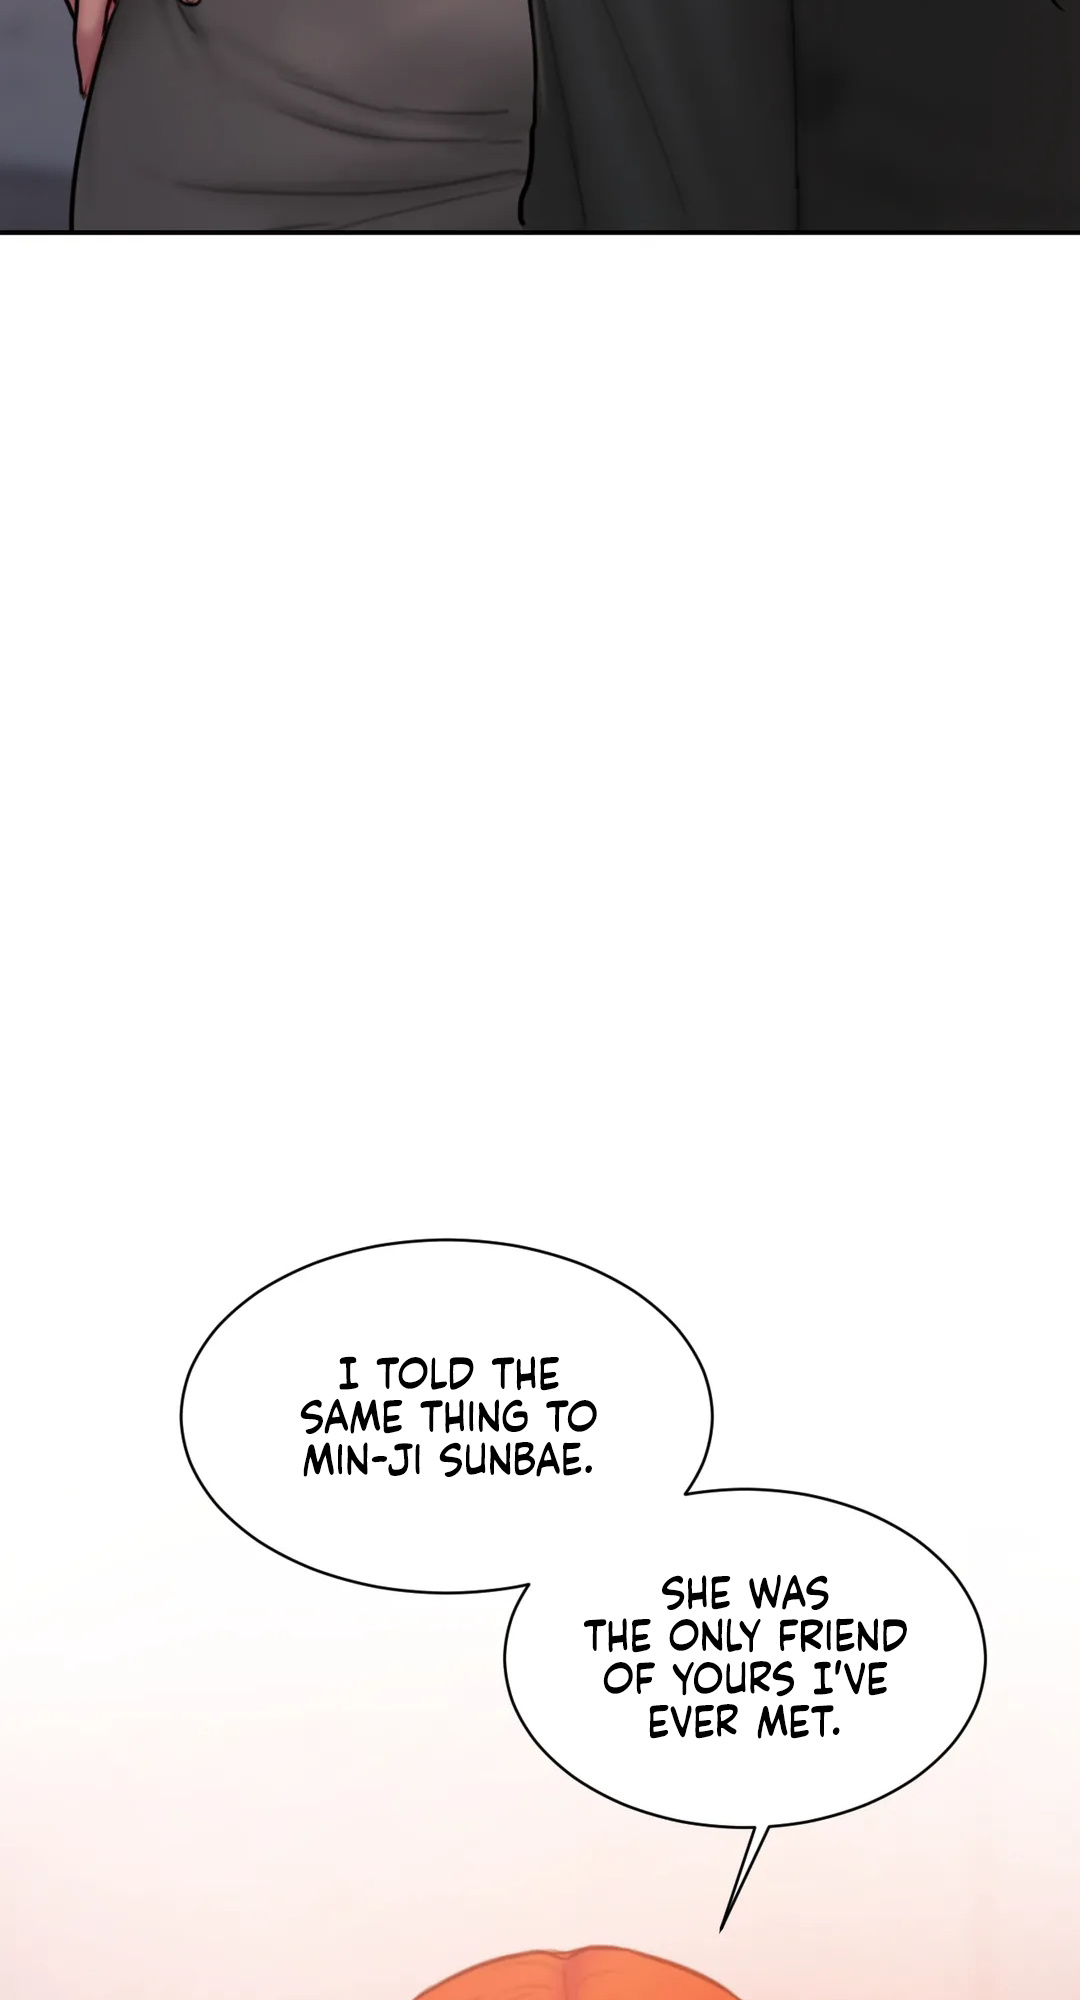 I TOLD THE
SAME THING TO
MIN-JI SUNBAE.
SHE WAS
THE ONLY FRIEND
OF YOURS I'VE
EVER MET.